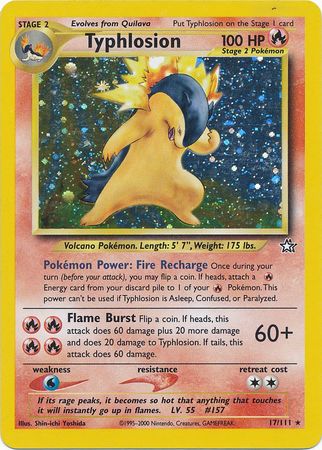 STAGE 2 Evolves from Quilava Put Typhlosion on the Stage 1 card
Typhlosion 100 HP
Stage 2 Pokémon
Volcano Pokémon. Length: 5' 7", Weight: 175 lbs.
Pokémon Power: Fire Recharge Once during your
turn (before your attack), you may flip a coin. If heads, attach a
Energy card from your discard pile to 1 of your Pokémon. This
power can't be used if Typhlosion is Asleep, Confused, or Paralyzed.
Flame Burst Flip a coin. If heads, this
attack does 60 damage plus 20 more damage
and does 20 damage to Typhlosion. If tails, this
attack does 60 damage.
60+
weakness resistance retreat cost
If its rage peaks, it becomes so hot that anything that touches
it will instantly go up in flames. LV. 55 #157
Illus. Shin-ichi Yoshida ©1995-2000 Nintendo, Creatures, GAMEFREAK. 17/111